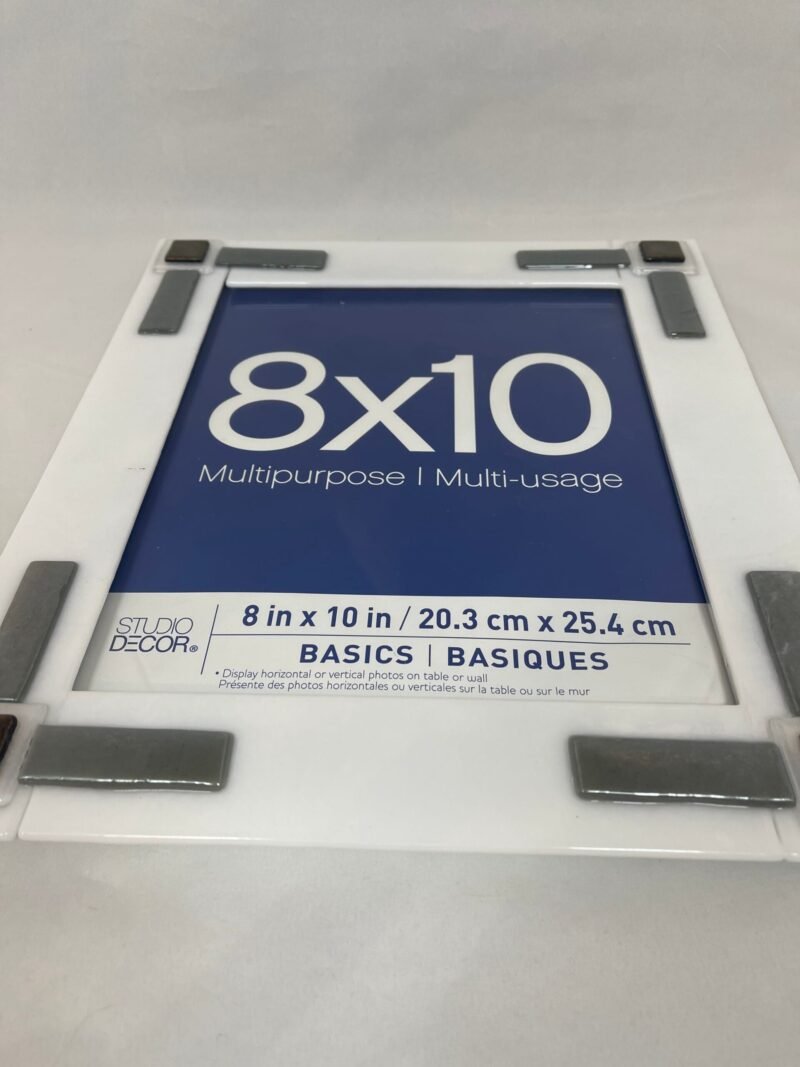 8x10
Multipurpose | Multi-usage
STUDIO
DECOR®
8 in x 10 in / 20.3 cm x 25.4 cm
BASICS | BASIQUES
• Display horizontal or vertical photos on table or wall
Présente des photos horizontales ou verticales sur la table ou sur le mur